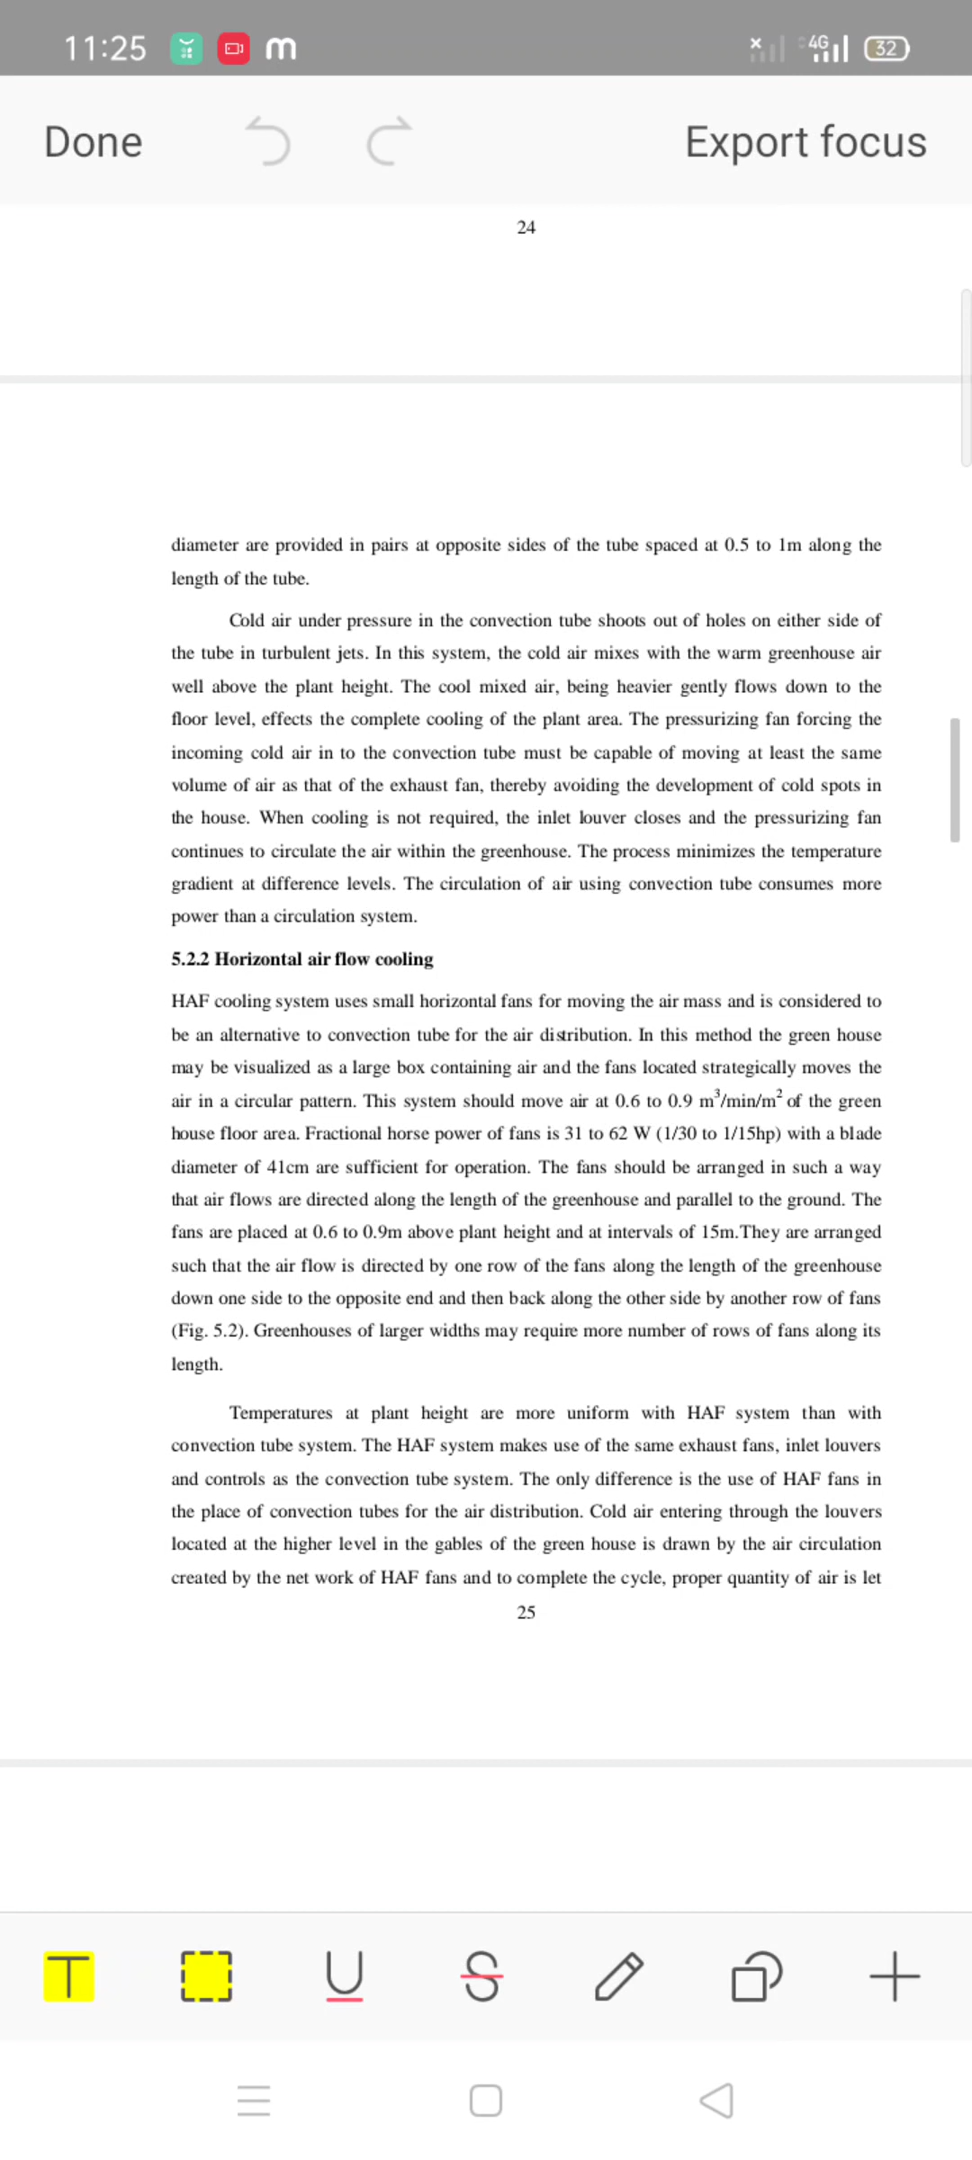 11:25 m 4G 32
Done Export focus
24
diameter are provided in pairs at opposite sides of the tube spaced at 0.5 to 1m along the
length of the tube.
Cold air under pressure in the convection tube shoots out of holes on either side of
the tube in turbulent jets. In this system, the cold air mixes with the warm greenhouse air
well above the plant height. The cool mixed air, being heavier gently flows down to the
floor level, effects the complete cooling of the plant area. The pressurizing fan forcing the
incoming cold air in to the convection tube must be capable of moving at least the same
volume of air as that of the exhaust fan, thereby avoiding the development of cold spots in
the house. When cooling is not required, the inlet louver closes and the pressurizing fan
continues to circulate the air within the greenhouse. The process minimizes the temperature
gradient at difference levels. The circulation of air using convection tube consumes more
power than a circulation system.
5.2.2 Horizontal air flow cooling
HAF cooling system uses small horizontal fans for moving the air mass and is considered to
be an alternative to convection tube for the air distribution. In this method the green house
may be visualized as a large box containing air and the fans located strategically moves the
air in a circular pattern. This system should move air at 0.6 to 0.9 m³/min/m² of the green
house floor area. Fractional horse power of fans is 31 to 62 W (1/30 to 1/15hp) with a blade
diameter of 41cm are sufficient for operation. The fans should be arranged in such a way
that air flows are directed along the length of the greenhouse and parallel to the ground. The
fans are placed at 0.6 to 0.9m above plant height and at intervals of 15m.They are arranged
such that the air flow is directed by one row of the fans along the length of the greenhouse
down one side to the opposite end and then back along the other side by another row of fans
(Fig. 5.2). Greenhouses of larger widths may require more number of rows of fans along its
length.
Temperatures at plant height are more uniform with HAF system than with
convection tube system. The HAF system makes use of the same exhaust fans, inlet louvers
and controls as the convection tube system. The only difference is the use of HAF fans in
the place of convection tubes for the air distribution. Cold air entering through the louvers
located at the higher level in the gables of the green house is drawn by the air circulation
created by the net work of HAF fans and to complete the cycle, proper quantity of air is let
25
T U S